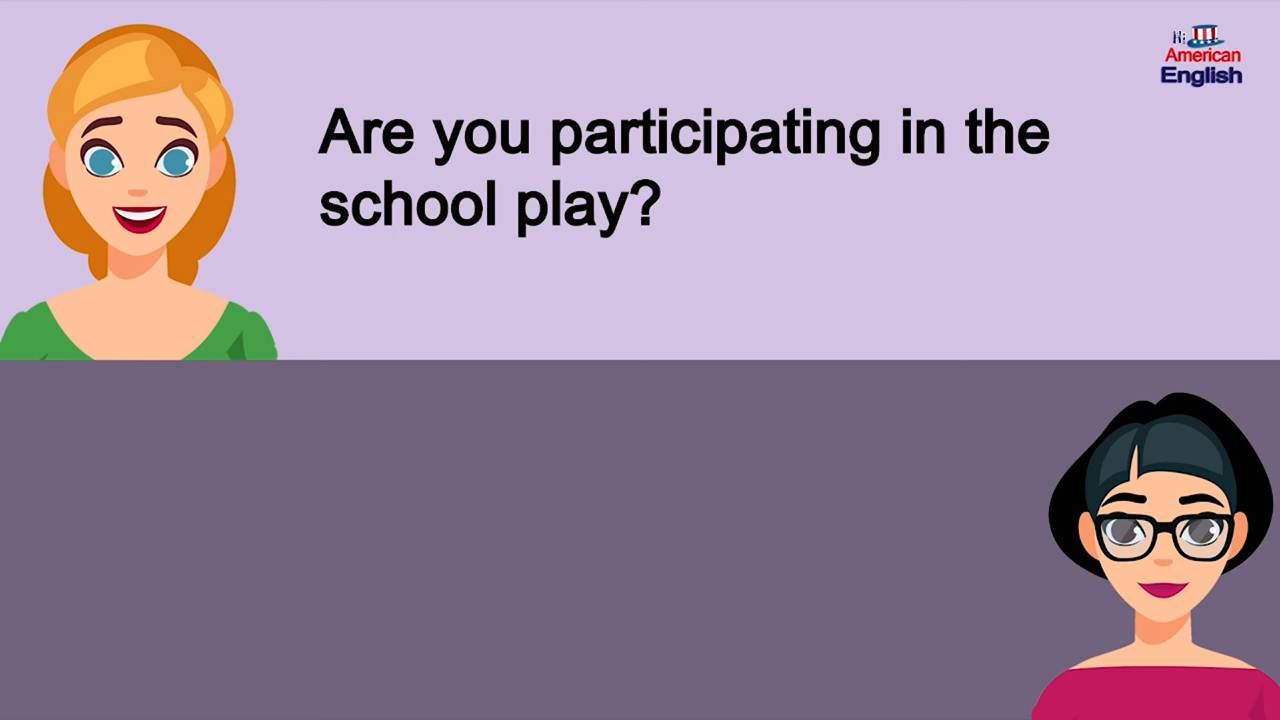 Hi
American
English
Are you participating in the
school play?